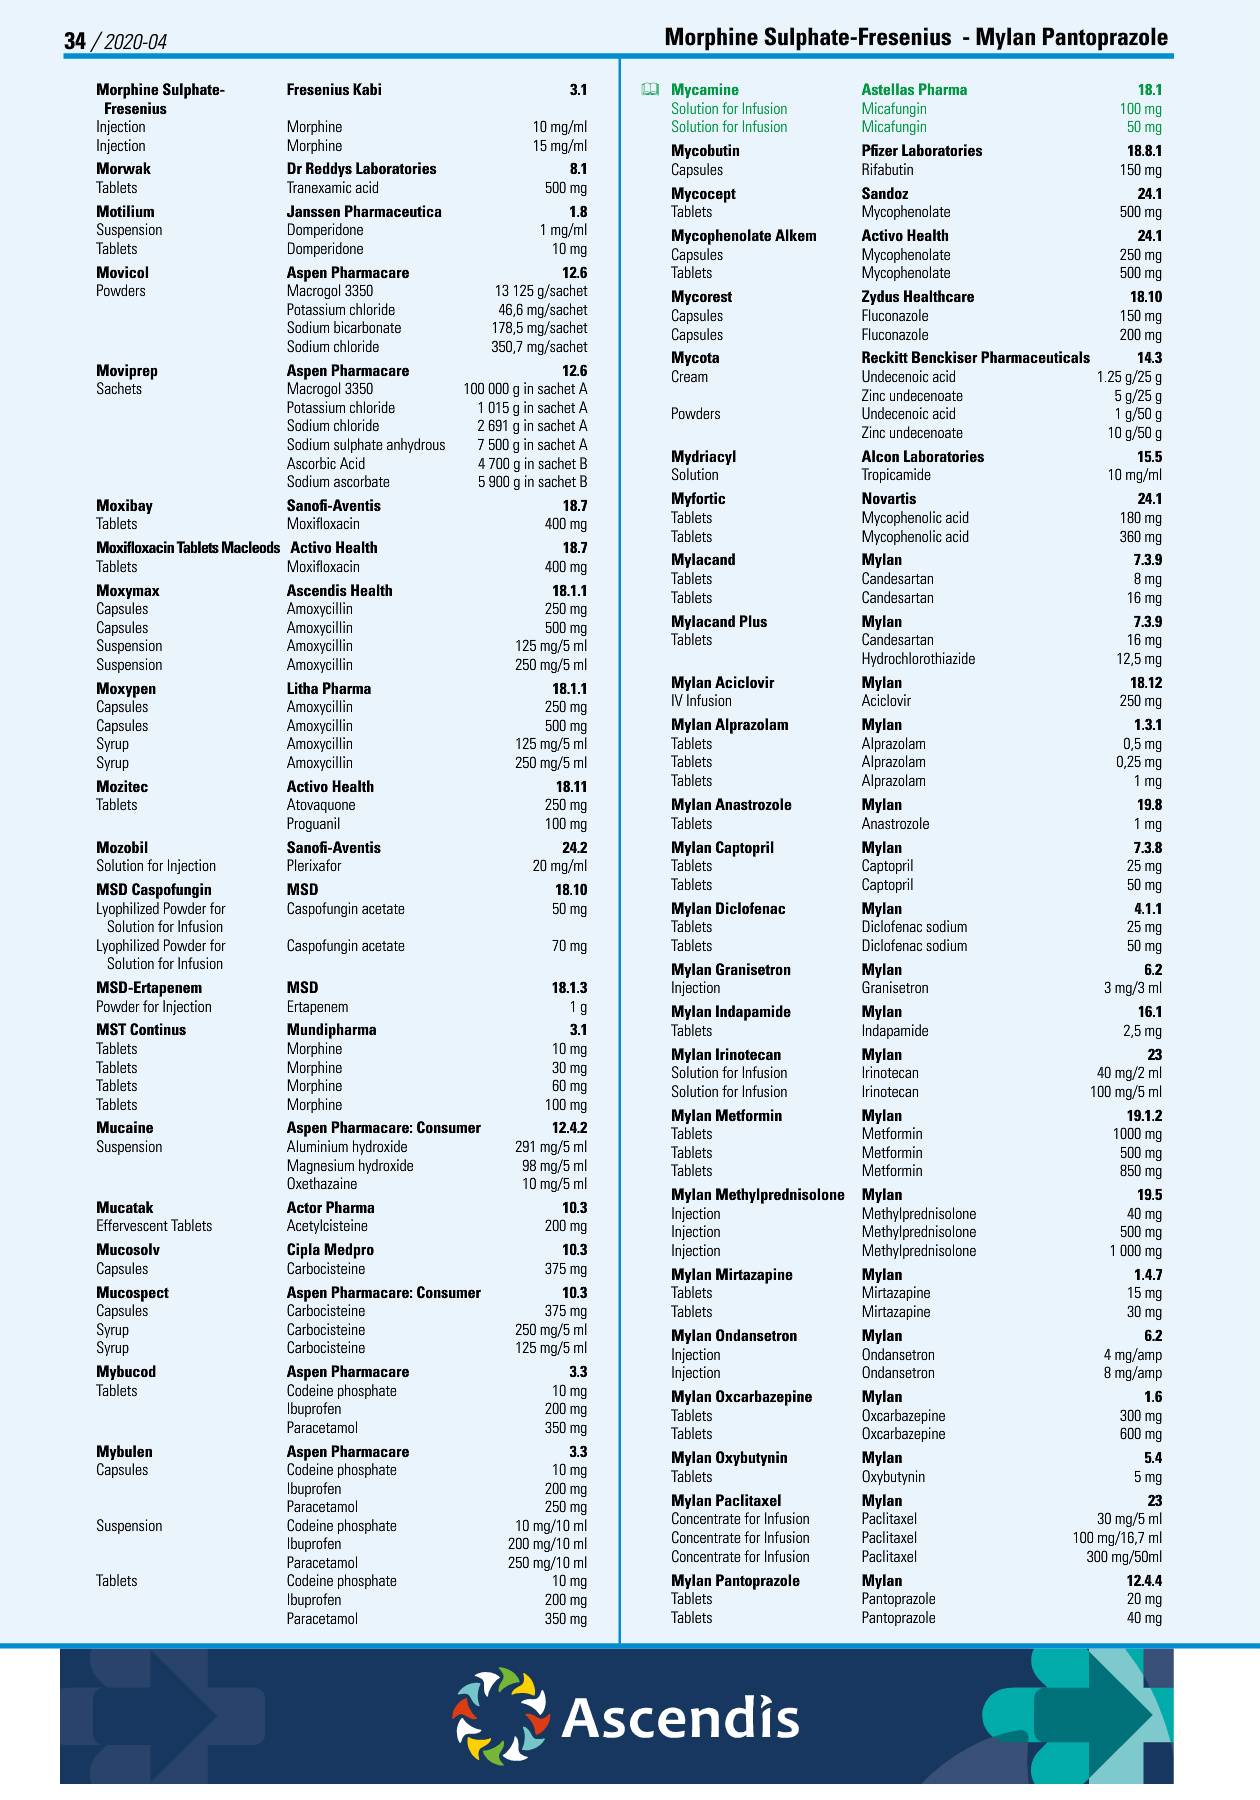 34 / 2020-04
Morphine Sulphate-Fresenius - Mylan Pantoprazole
Morphine Sulphate- Fresenius Kabi 3.1
Fresenius
Injection Morphine 10 mg/ml
Injection Morphine 15 mg/ml
Morwak Dr Reddys Laboratories 8.1
Tablets Tranexamic acid 500 mg
Motilium Janssen Pharmaceutica 1.8
Suspension Domperidone 1 mg/ml
Tablets Domperidone 10 mg
Movicol Aspen Pharmacare 12.6
Powders Macrogol 3350 13 125 g/sachet
Potassium chloride 46,6 mg/sachet
Sodium bicarbonate 178,5 mg/sachet
Sodium chloride 350,7 mg/sachet
Moviprep Aspen Pharmacare 12.6
Sachets Macrogol 3350 100 000 g in sachet A
Potassium chloride 1 015 g in sachet A
Sodium chloride 2 691 g in sachet A
Sodium sulphate anhydrous 7 500 g in sachet A
Ascorbic Acid 4 700 g in sachet B
Sodium ascorbate 5 900 g in sachet B
Moxibay Sanofi-Aventis 18.7
Tablets Moxifloxacin 400 mg
Moxifloxacin Tablets Macleods Activo Health 18.7
Tablets Moxifloxacin 400 mg
Moxymax Ascendis Health 18.1.1
Capsules Amoxycillin 250 mg
Capsules Amoxycillin 500 mg
Suspension Amoxycillin 125 mg/5 ml
Suspension Amoxycillin 250 mg/5 ml
Moxypen Litha Pharma 18.1.1
Capsules Amoxycillin 250 mg
Capsules Amoxycillin 500 mg
Syrup Amoxycillin 125 mg/5 ml
Syrup Amoxycillin 250 mg/5 ml
Mozitec Activo Health 18.11
Tablets Atovaquone 250 mg
Proguanil 100 mg
Mozobil Sanofi-Aventis 24.2
Solution for Injection Plerixafor 20 mg/ml
MSD Caspofungin MSD 18.10
Lyophilized Powder for Caspofungin acetate 50 mg
Solution for Infusion
Lyophilized Powder for Caspofungin acetate 70 mg
Solution for Infusion
MSD-Ertapenem MSD 18.1.3
Powder for Injection Ertapenem 1 g
MST Continus Mundipharma 3.1
Tablets Morphine 10 mg
Tablets Morphine 30 mg
Tablets Morphine 60 mg
Tablets Morphine 100 mg
Mucaine Aspen Pharmacare: Consumer 12.4.2
Suspension Aluminium hydroxide 291 mg/5 ml
Magnesium hydroxide 98 mg/5 ml
Oxethazaine 10 mg/5 ml
Mucatak Actor Pharma 10.3
Effervescent Tablets Acetylcisteine 200 mg
Mucosolv Cipla Medpro 10.3
Capsules Carbocisteine 375 mg
Mucospect Aspen Pharmacare: Consumer 10.3
Capsules Carbocisteine 375 mg
Syrup Carbocisteine 250 mg/5 ml
Syrup Carbocisteine 125 mg/5 ml
Mybucod Aspen Pharmacare 3.3
Tablets Codeine phosphate 10 mg
Ibuprofen 200 mg
Paracetamol 350 mg
Mybulen Aspen Pharmacare 3.3
Capsules Codeine phosphate 10 mg
Ibuprofen 200 mg
Paracetamol 250 mg
Suspension Codeine phosphate 10 mg/10 ml
Ibuprofen 200 mg/10 ml
Paracetamol 250 mg/10 ml
Tablets Codeine phosphate 10 mg
Ibuprofen 200 mg
Paracetamol 350 mg
Mycamine Astellas Pharma 18.1
Solution for Infusion Micafungin 100 mg
Solution for Infusion Micafungin 50 mg
Mycobutin Pfizer Laboratories 18.8.1
Capsules Rifabutin 150 mg
Mycocept Sandoz 24.1
Tablets Mycophenolate 500 mg
Mycophenolate Alkem Activo Health 24.1
Capsules Mycophenolate 250 mg
Tablets Mycophenolate 500 mg
Mycorest Zydus Healthcare 18.10
Capsules Fluconazole 150 mg
Capsules Fluconazole 200 mg
Mycota Reckitt Benckiser Pharmaceuticals 14.3
Cream Undecenoic acid 1.25 g/25 g
Zinc undecenoate 5 g/25 g
Powders Undecenoic acid 1 g/50 g
Zinc undecenoate 10 g/50 g
Mydriacyl Alcon Laboratories 15.5
Solution Tropicamide 10 mg/ml
Myfortic Novartis 24.1
Tablets Mycophenolic acid 180 mg
Tablets Mycophenolic acid 360 mg
Mylacand Mylan 7.3.9
Tablets Candesartan 8 mg
Tablets Candesartan 16 mg
Mylacand Plus Mylan 7.3.9
Tablets Candesartan 16 mg
Hydrochlorothiazide 12,5 mg
Mylan Aciclovir Mylan 18.12
IV Infusion Aciclovir 250 mg
Mylan Alprazolam Mylan 1.3.1
Tablets Alprazolam 0,5 mg
Tablets Alprazolam 0,25 mg
Tablets Alprazolam 1 mg
Mylan Anastrozole Mylan 19.8
Tablets Anastrozole 1 mg
Mylan Captopril Mylan 7.3.8
Tablets Captopril 25 mg
Tablets Captopril 50 mg
Mylan Diclofenac Mylan 4.1.1
Tablets Diclofenac sodium 25 mg
Tablets Diclofenac sodium 50 mg
Mylan Granisetron Mylan 6.2
Injection Granisetron 3 mg/3 ml
Mylan Indapamide Mylan 16.1
Tablets Indapamide 2,5 mg
Mylan Irinotecan Mylan 23
Solution for Infusion Irinotecan 40 mg/2 ml
Solution for Infusion Irinotecan 100 mg/5 ml
Mylan Metformin Mylan 19.1.2
Tablets Metformin 1000 mg
Tablets Metformin 500 mg
Tablets Metformin 850 mg
Mylan Methylprednisolone Mylan 19.5
Injection Methylprednisolone 40 mg
Injection Methylprednisolone 500 mg
Injection Methylprednisolone 1 000 mg
Mylan Mirtazapine Mylan 1.4.7
Tablets Mirtazapine 15 mg
Tablets Mirtazapine 30 mg
Mylan Ondansetron Mylan 6.2
Injection Ondansetron 4 mg/amp
Injection Ondansetron 8 mg/amp
Mylan Oxcarbazepine Mylan 1.6
Tablets Oxcarbazepine 300 mg
Tablets Oxcarbazepine 600 mg
Mylan Oxybutynin Mylan 5.4
Tablets Oxybutynin 5 mg
Mylan Paclitaxel Mylan 23
Concentrate for Infusion Paclitaxel 30 mg/5 ml
Concentrate for Infusion Paclitaxel 100 mg/16,7 ml
Concentrate for Infusion Paclitaxel 300 mg/50ml
Mylan Pantoprazole Mylan 12.4.4
Tablets Pantoprazole 20 mg
Tablets Pantoprazole 40 mg
Ascendis